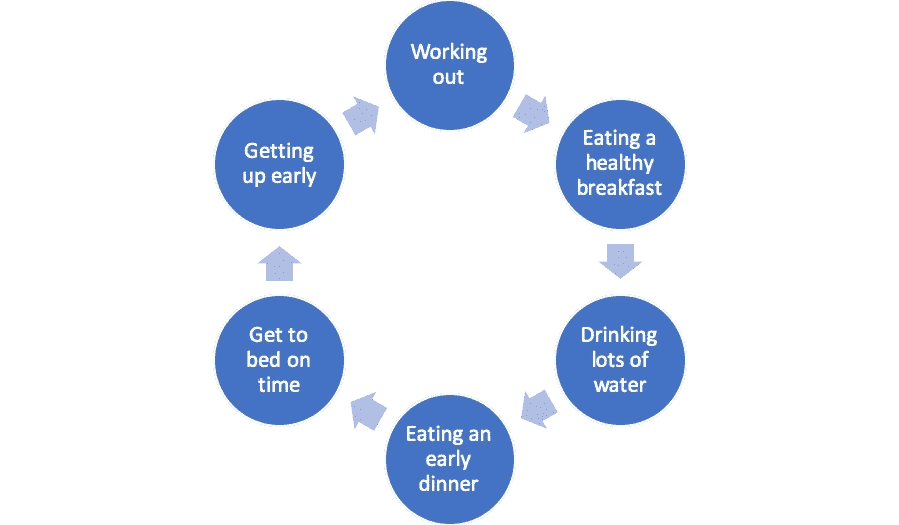 Working
out
Eating a
healthy
breakfast
Drinking
lots of
water
Eating an
early
dinner
Get to
bed on
time
Getting
up early